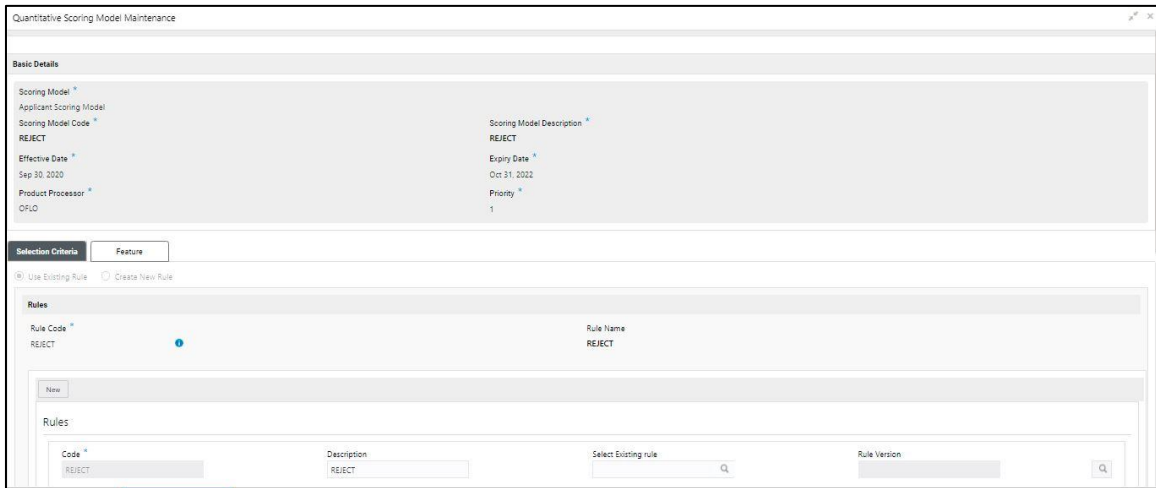 Quantitative Scoring Model Maintenance
Basic Details
Scoring Model *
Applicant Scoring Model
Scoring Model Code * Scoring Model Description *
REJECT REJECT
Effective Date * Expiry Date *
Sep 30, 2020 Oct 31, 2022
Product Processor * Priority *
OFLO 1
Selection Criteria Feature
Use Existing Rule Create New Rule
Rules
Rule Code * Rule Name
REJECT REJECT
New
Rules
Code * Description Select Existing rule Rule Version
REJECT REJECT